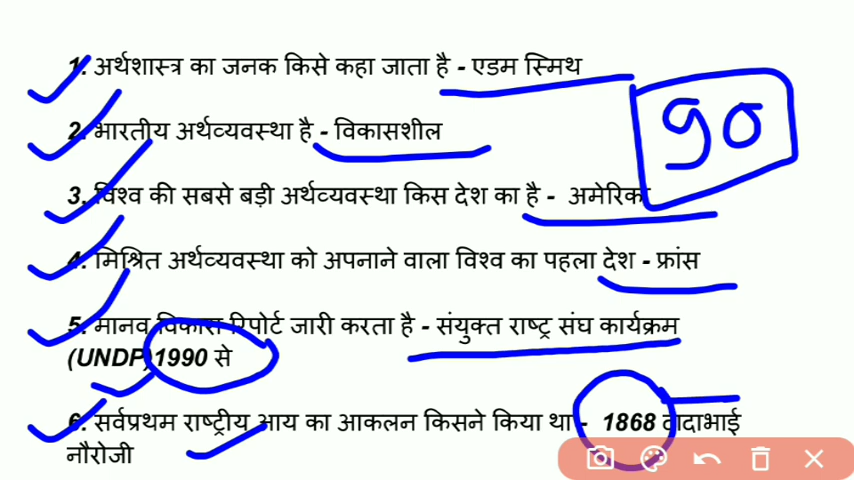 1. अर्थशास्त्र का जनक किसे कहा जाता है - एडम स्मिथ
90
2. भारतीय अर्थव्यवस्था है - विकासशील
3. विश्व की सबसे बड़ी अर्थव्यवस्था किस देश का है - अमेरिका
4. मिश्रित अर्थव्यवस्था को अपनाने वाला विश्व का पहला देश - फ्रांस
5. मानव विकास रिपोर्ट जारी करता है - संयुक्त राष्ट्र संघ कार्यक्रम
(UNDP)1990 से
6. सर्वप्रथम राष्ट्रीय आय का आकलन किसने किया था - 1868 दादाभाई
नौरोजी